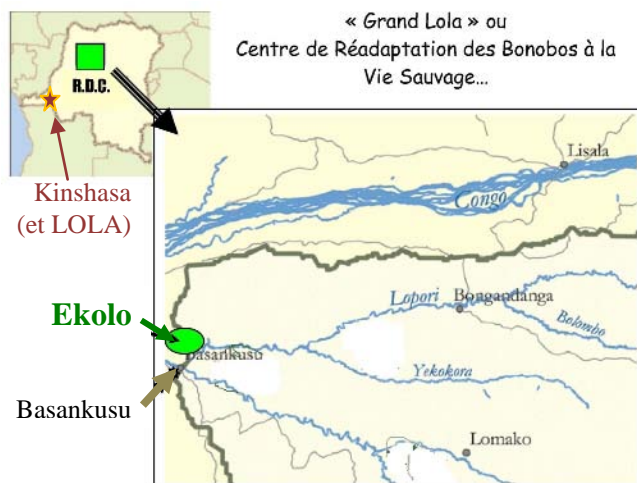 « Grand Lola » ou
Centre de Réadaptation des Bonobos à la
Vie Sauvage...
R.D.C.
Kinshasa
(et LOLA)
Lisala
Congo
Ekolo
Lopori
Bongandanga
Bolombo
Basankusu
Yekokora
Basankusu
Lomako